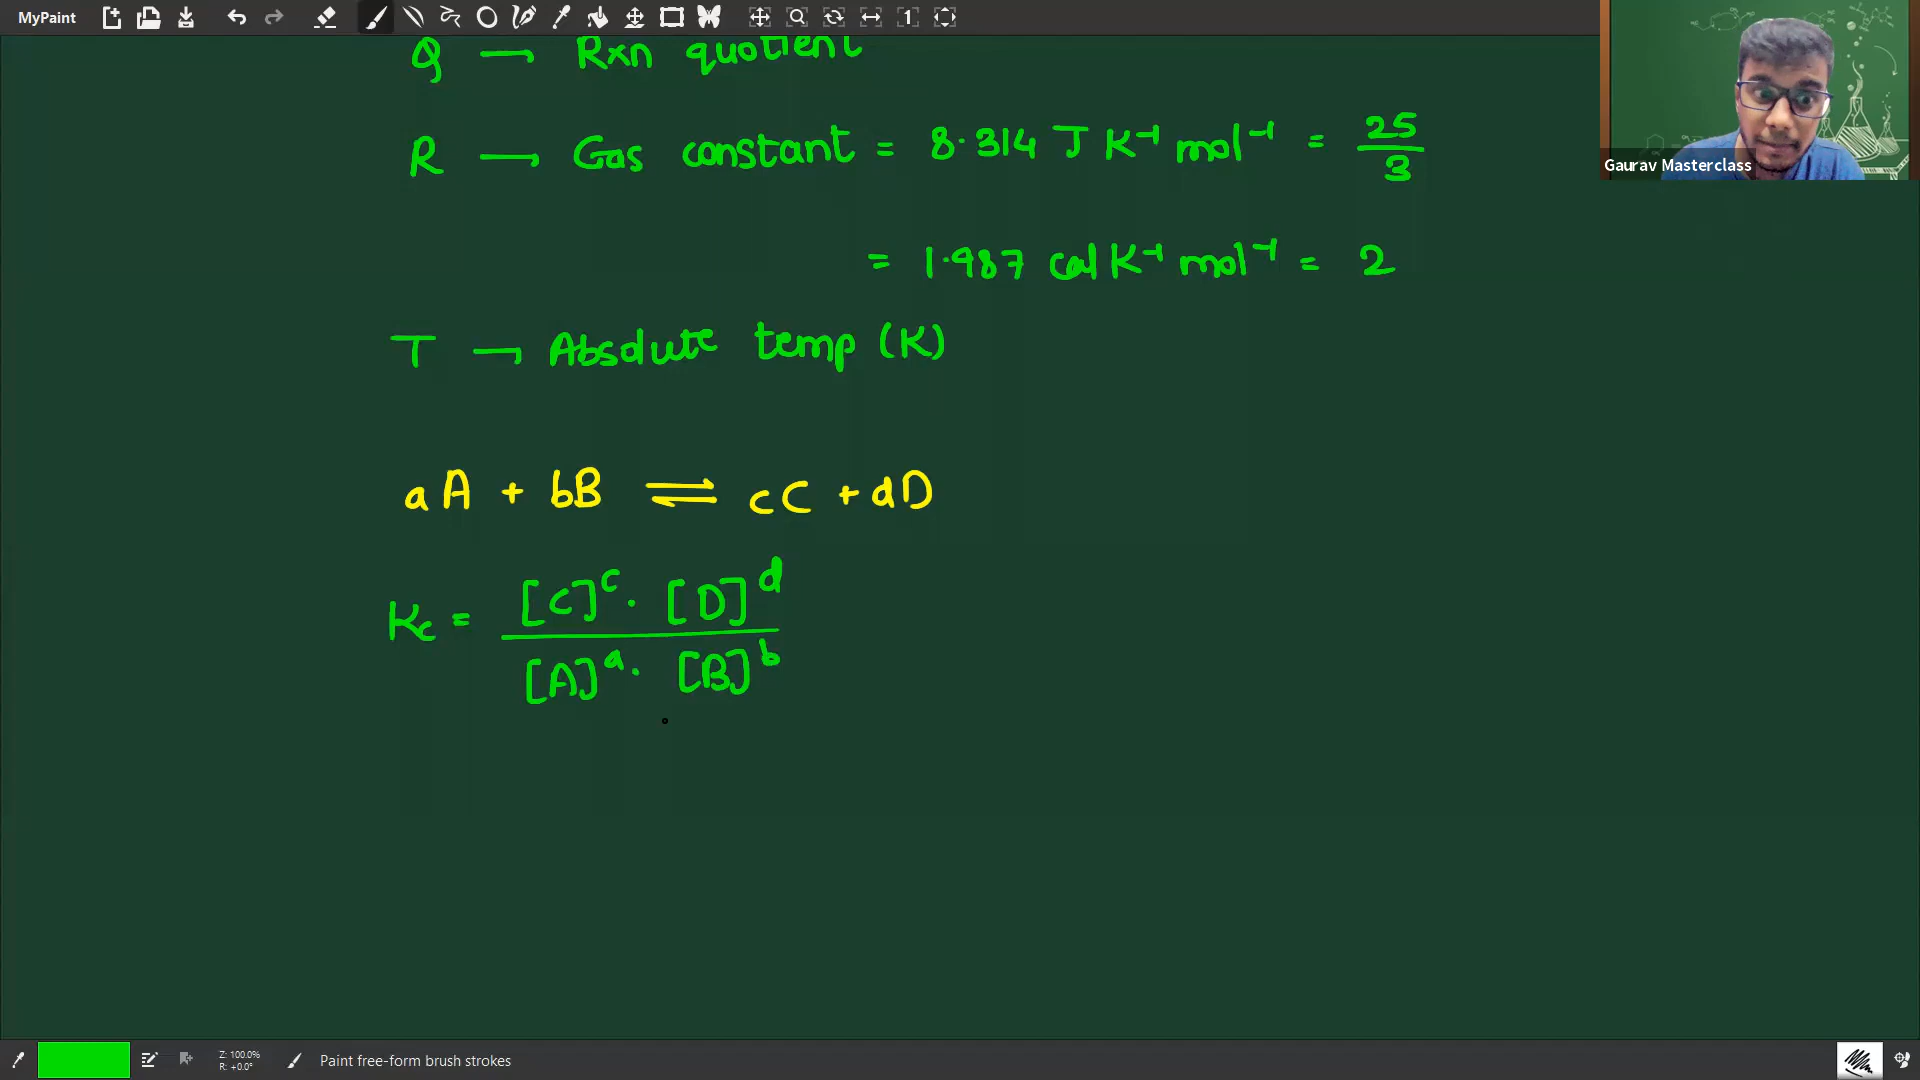 MyPaint
Q → Rxn quotient
R → Gas constant = 8.314 J K⁻¹ mol⁻¹ = 25/3
= 1.987 cal K⁻¹ mol⁻¹ = 2
T → Absolute temp (K)
aA + bB ⇌ cC + dD
Kc = [C]ᶜ · [D]ᵈ / [A]ᵃ · [B]ᵇ
Gaurav Masterclass
Z: 100.0%
R: +0.0°
Paint free-form brush strokes